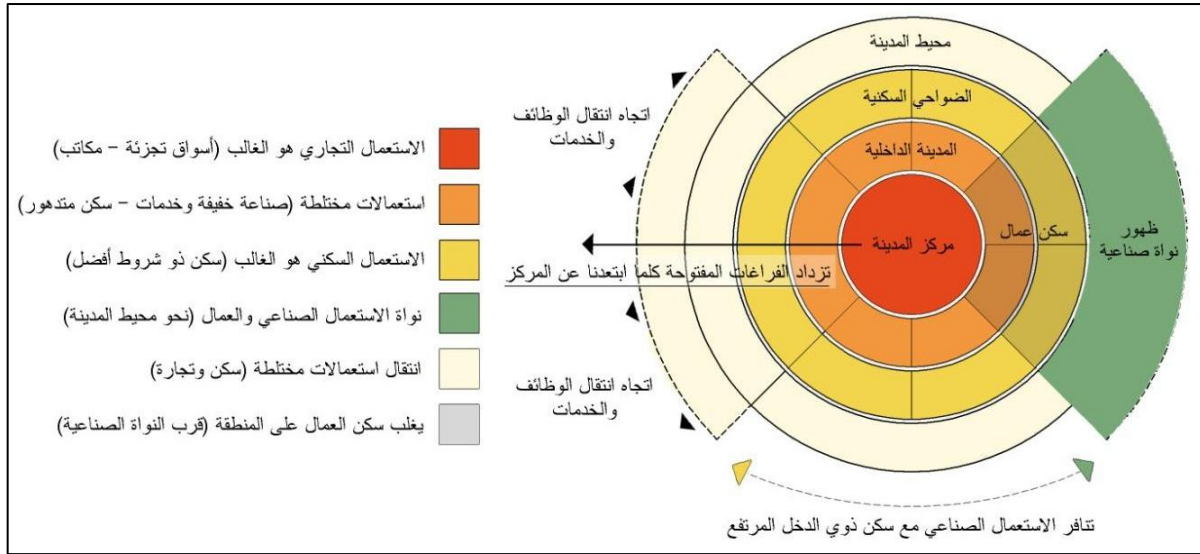 محيط المدينة
الضواحي السكنية
المدينة الداخلية
مركز المدينة
سكن عمال
ظهور
نواة صناعية
اتجاه انتقال الوظائف
والخدمات
تزداد الفراغات المفتوحة كلما ابتعدنا عن المركز
اتجاه انتقال الوظائف
والخدمات
تتنافر الاستعمال الصناعي مع سكن ذوي الدخل المرتفع
الاستعمال التجاري هو الغالب (أسواق تجزئة – مكاتب)
استعمالات مختلطة (صناعة خفيفة وخدمات – سكن متدهور)
الاستعمال السكني هو الغالب (سكن ذو شروط أفضل)
نواة الاستعمال الصناعي والعمال (نحو محيط المدينة)
انتقال استعمالات مختلطة (سكن وتجارة)
يغلب سكن العمال على المنطقة (قرب النواة الصناعية)